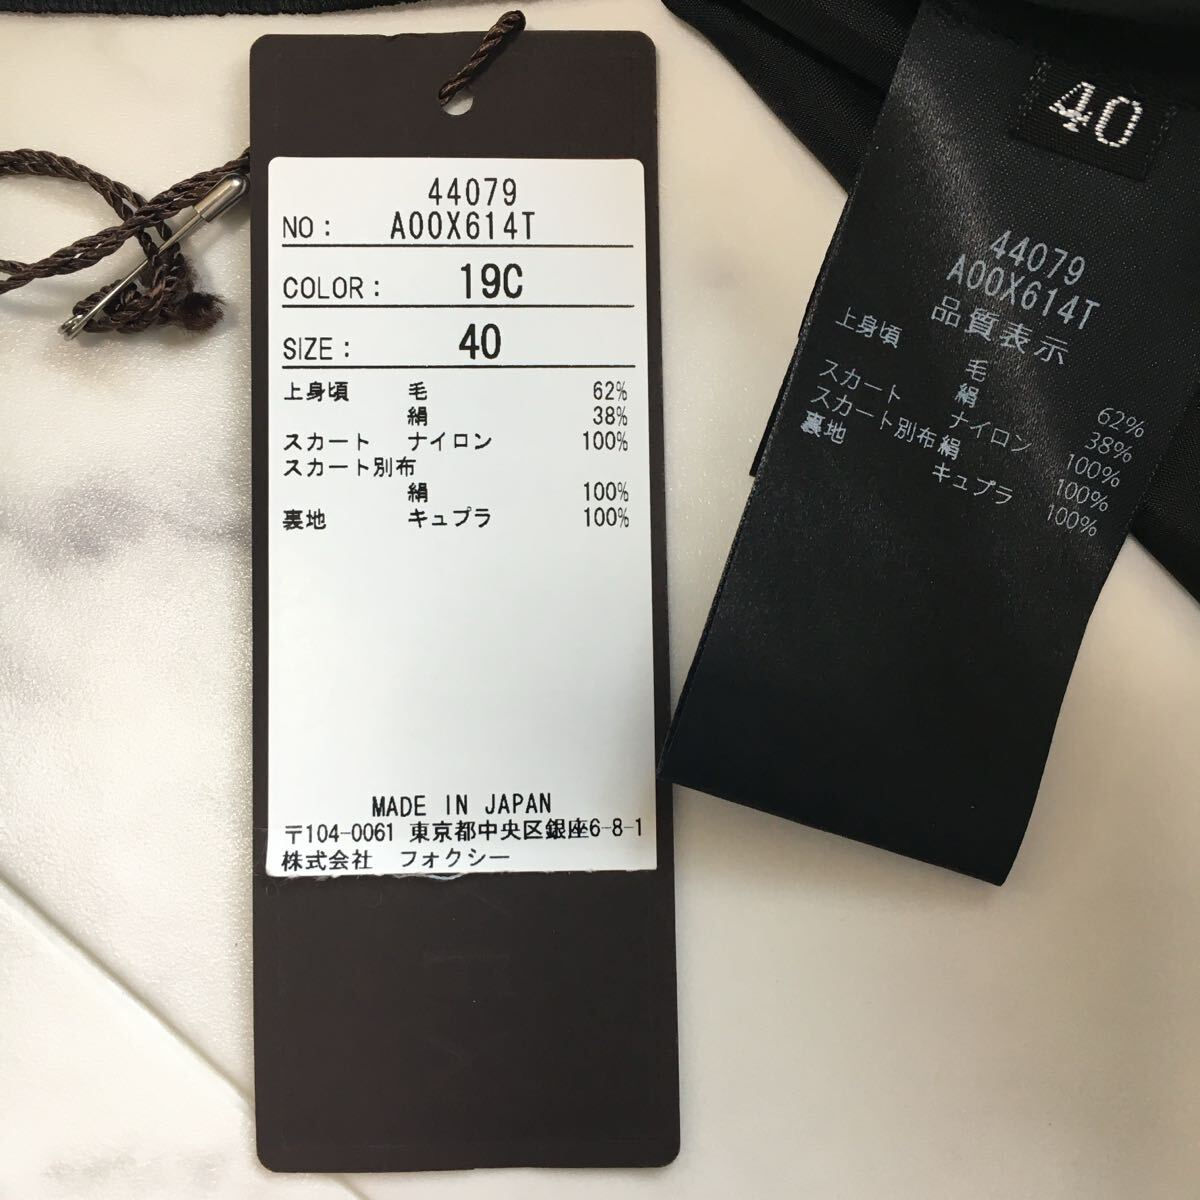 44079
NO: A00X614T
COLOR: 19C
SIZE: 40
上身頃 毛 62%
絹 38%
スカート ナイロン 100%
スカート別布
絹 100%
裏地 キュプラ 100%
MADE IN JAPAN
〒104-0061 東京都中央区銀座6-8-1
株式会社 フォクシー
40
44079
A00X614T
品質表示
上身頃 毛 62%
絹 38%
スカート ナイロン 100%
スカート別布 絹 100%
裏地 キュプラ 100%